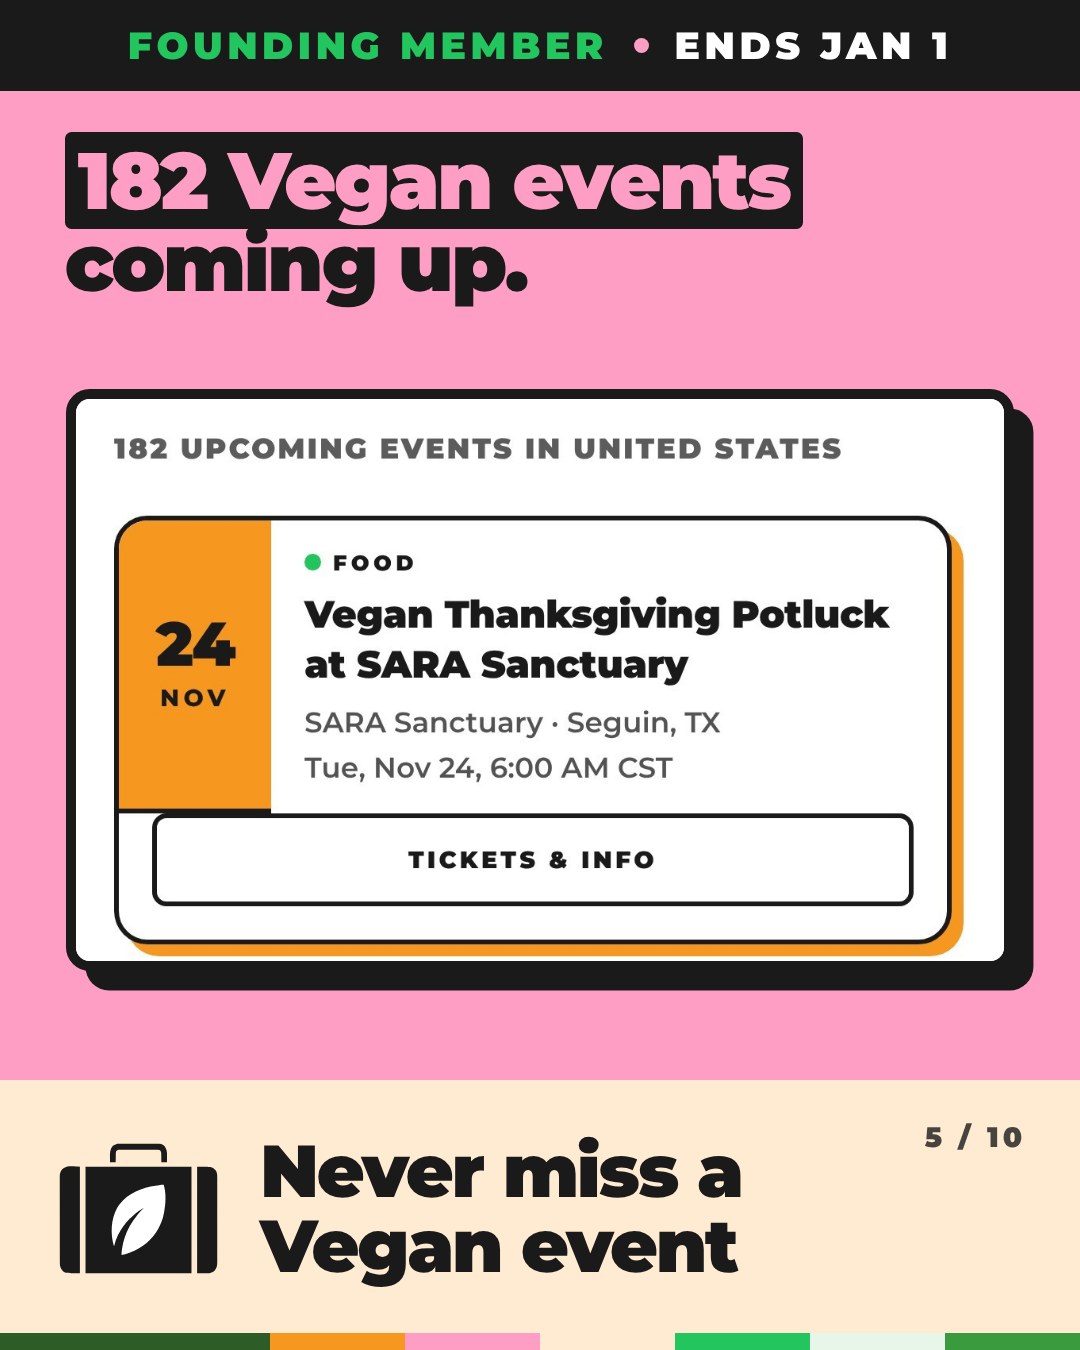 FOUNDING MEMBER • ENDS JAN 1
182 Vegan events
coming up.
182 UPCOMING EVENTS IN UNITED STATES
24
NOV
FOOD
Vegan Thanksgiving Potluck
at SARA Sanctuary
SARA Sanctuary · Seguin, TX
Tue, Nov 24, 6:00 AM CST
TICKETS & INFO
5 / 10
Never miss a
Vegan event